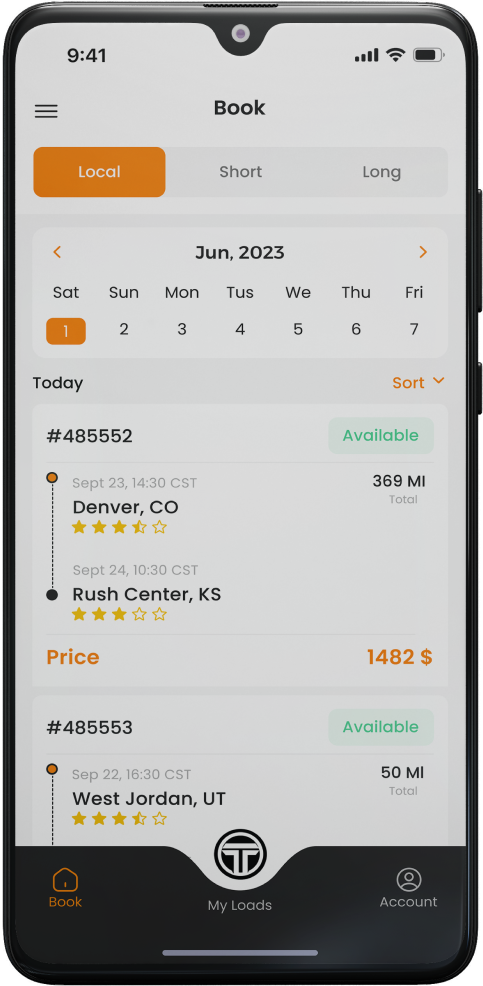 9:41
Book
Local Short Long
Jun, 2023
Sat Sun Mon Tus We Thu Fri
1 2 3 4 5 6 7
Today Sort
#485552 Available
Sept 23, 14:30 CST 369 MI
Denver, CO Total
Sept 24, 10:30 CST
Rush Center, KS
Price 1482 $
#485553 Available
Sep 22, 16:30 CST 50 MI
West Jordan, UT Total
Book My Loads Account